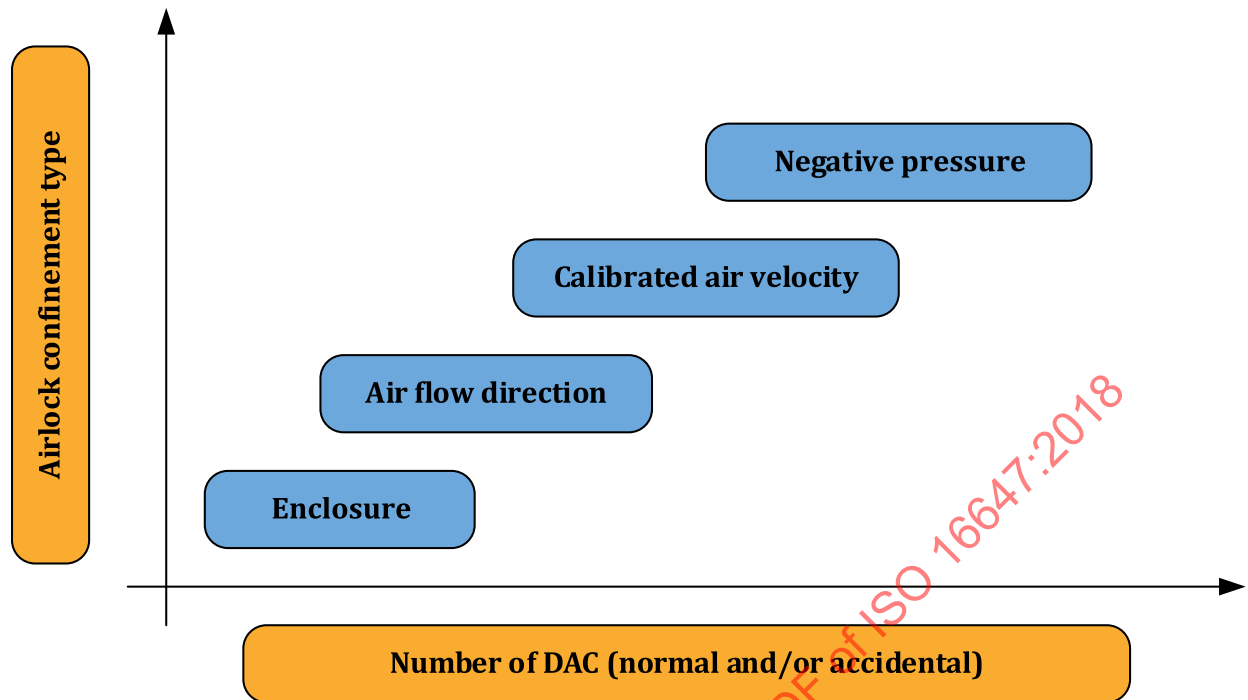 Airlock confinement type
Negative pressure
Calibrated air velocity
Air flow direction
Enclosure
Number of DAC (normal and/or accidental)
of ISO 16647:2018